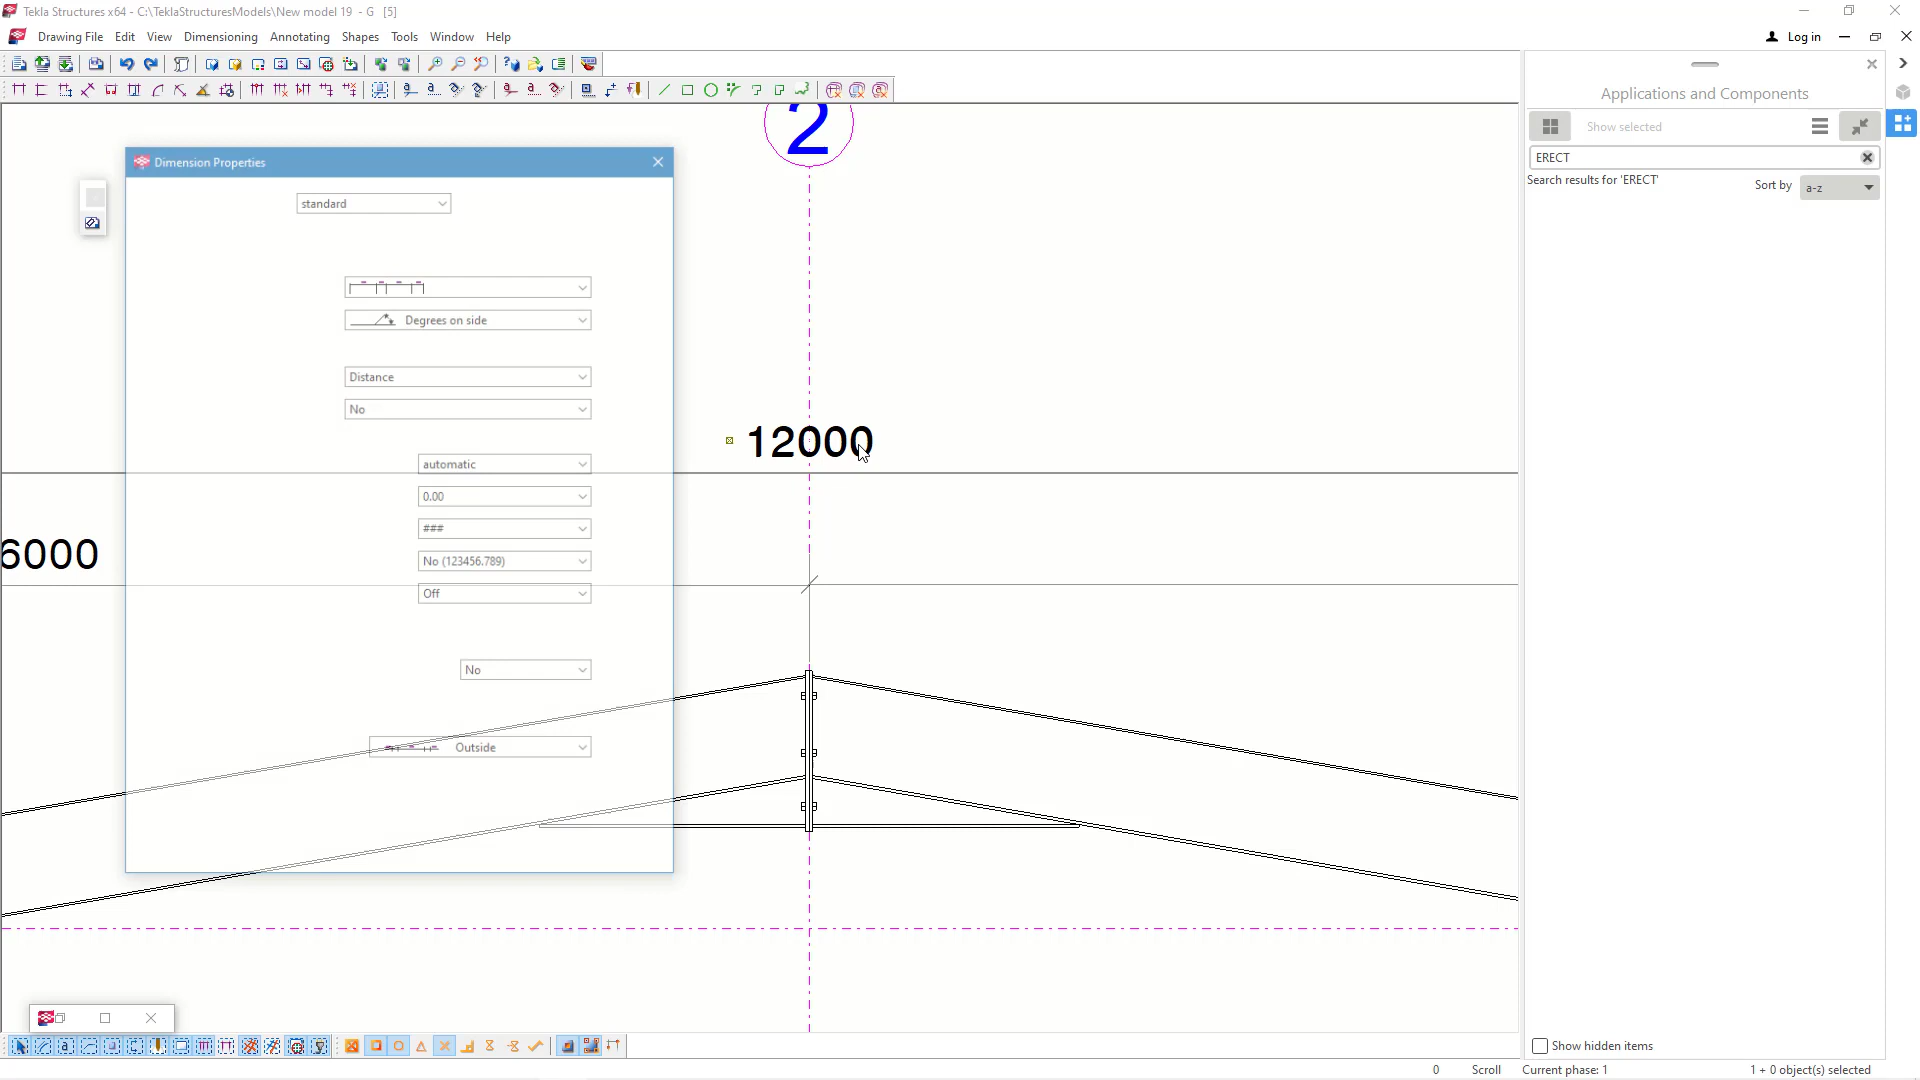 Tekla Structures x64 - C:\TeklaStructuresModels\New model 19 - G [5]
Drawing File Edit View Dimensioning Annotating Shapes Tools Window Help
Log in
Applications and Components
Show selected
ERECT
Search results for 'ERECT'
Sort by
a-z
Dimension Properties
standard
Degrees on side
Distance
No
automatic
0.00
###
No (123456.789)
Off
No
Outside
2
12000
6000
Show hidden items
0 Scroll Current phase: 1 1 + 0 object(s) selected